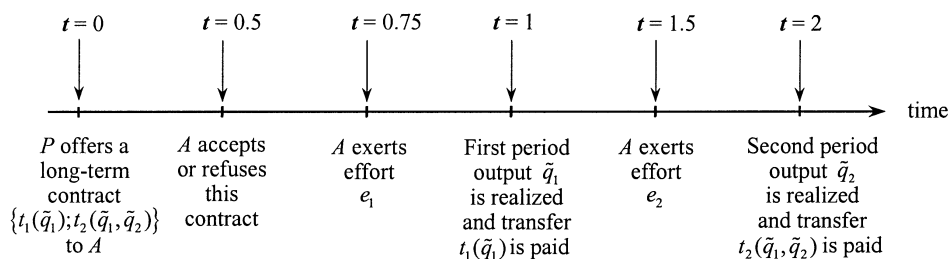 t = 0
t = 0.5
t = 0.75
t = 1
t = 1.5
t = 2
time
P offers a
long-term
contract
{t₁(q̃₁);t₂(q̃₁,q̃₂)}
to A
A accepts
or refuses
this
contract
A exerts
effort
e₁
First period
output q̃₁
is realized
and transfer
t₁(q̃₁) is paid
A exerts
effort
e₂
Second period
output q̃₂
is realized
and transfer
t₂(q̃₁,q̃₂) is paid